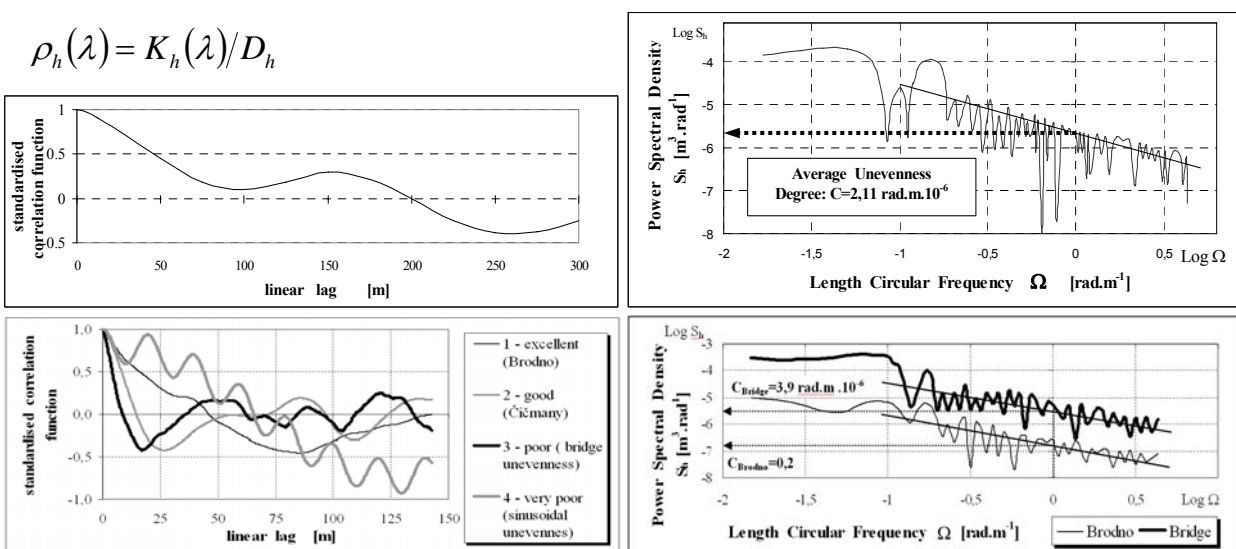 ρh(λ) = Kh(λ)/Dh
standardised
correlation function
1
0.5
0
-0.5
0
50
100
150
200
250
300
linear lag [m]
Log Sh
Power Spectral Density
Sh [m³.rad¹]
-4
-5
-6
-7
-8
Average Unevenness
Degree: C=2,11 rad.m.10⁻⁶
-2
-1,5
-1
-0,5
0
0,5
Log Ω
Length Circular Frequency Ω [rad.m⁻¹]
standardised correlation
function
1,0
0,5
0,0
-0,5
-1,0
0
25
50
75
100
125
150
linear lag [m]
1 - excellent
(Brodno)
2 - good
(Čičmany)
3 - poor ( bridge
unevenness)
4 - very poor
(sinusoidal
unevennes)
Log Sh
Power Spectral Density
Sh [m³.rad¹]
-3
-4
-5
-6
-7
-8
CBridge=3,9 rad.m .10⁻⁶
CBrodno=0,2
-2
-1,5
-1
-0,5
0
0,5
Log Ω
Length Circular Frequency Ω [rad.m⁻¹]
Brodno
Bridge